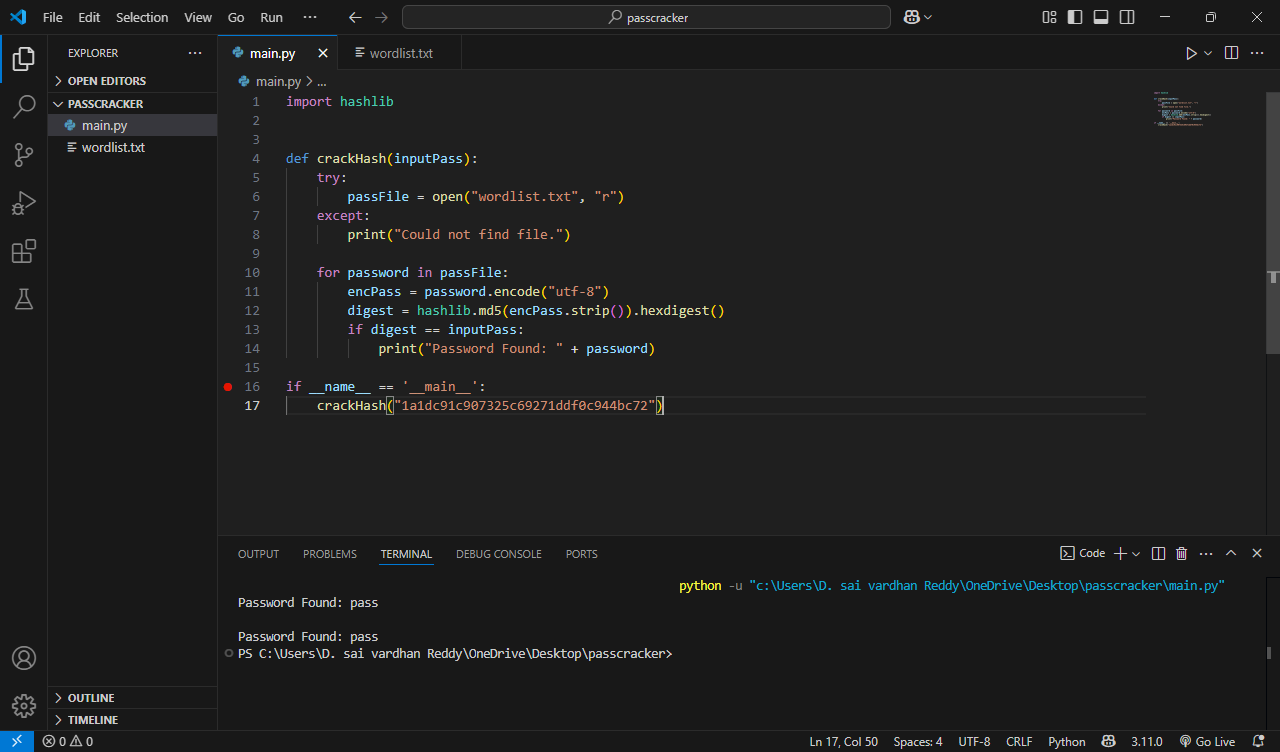 File Edit Selection View Go Run ··· passcracker
EXPLORER ···
OPEN EDITORS
PASSCRACKER
main.py
wordlist.txt
main.py wordlist.txt
main.py > ...
1 import hashlib
2
3
4 def crackHash(inputPass):
5 try:
6 passFile = open("wordlist.txt", "r")
7 except:
8 print("Could not find file.")
9
10 for password in passFile:
11 encPass = password.encode("utf-8")
12 digest = hashlib.md5(encPass.strip()).hexdigest()
13 if digest == inputPass:
14 print("Password Found: " + password)
15
16 if __name__ == '__main__':
17 crackHash("1a1dc91c907325c69271ddf0c944bc72")
OUTPUT PROBLEMS TERMINAL DEBUG CONSOLE PORTS Code
python -u "c:\Users\D. sai vardhan Reddy\OneDrive\Desktop\passcracker\main.py"
Password Found: pass
Password Found: pass
PS C:\Users\D. sai vardhan Reddy\OneDrive\Desktop\passcracker>
OUTLINE
TIMELINE
0 0 Ln 17, Col 50 Spaces: 4 UTF-8 CRLF Python 3.11.0 Go Live